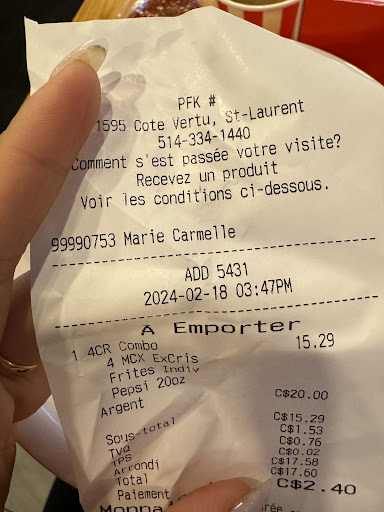 PFK #
1595 Cote Vertu, St-Laurent
514-334-1440
Comment s'est passée votre visite?
Recevez un produit
Voir les conditions ci-dessous.
99990753 Marie Carmelle
ADD 5431
2024-02-18 03:47PM
A Emporter
1 4CR Combo 15.29
4 MCX ExCris
Frites Indiv
Pepsi 20oz
Argent C$20.00
Sous-total C$15.29
TVQ C$1.53
TPS C$0.76
Arrondi C$0.02
Total C$17.58
Paiement C$17.60
C$2.40